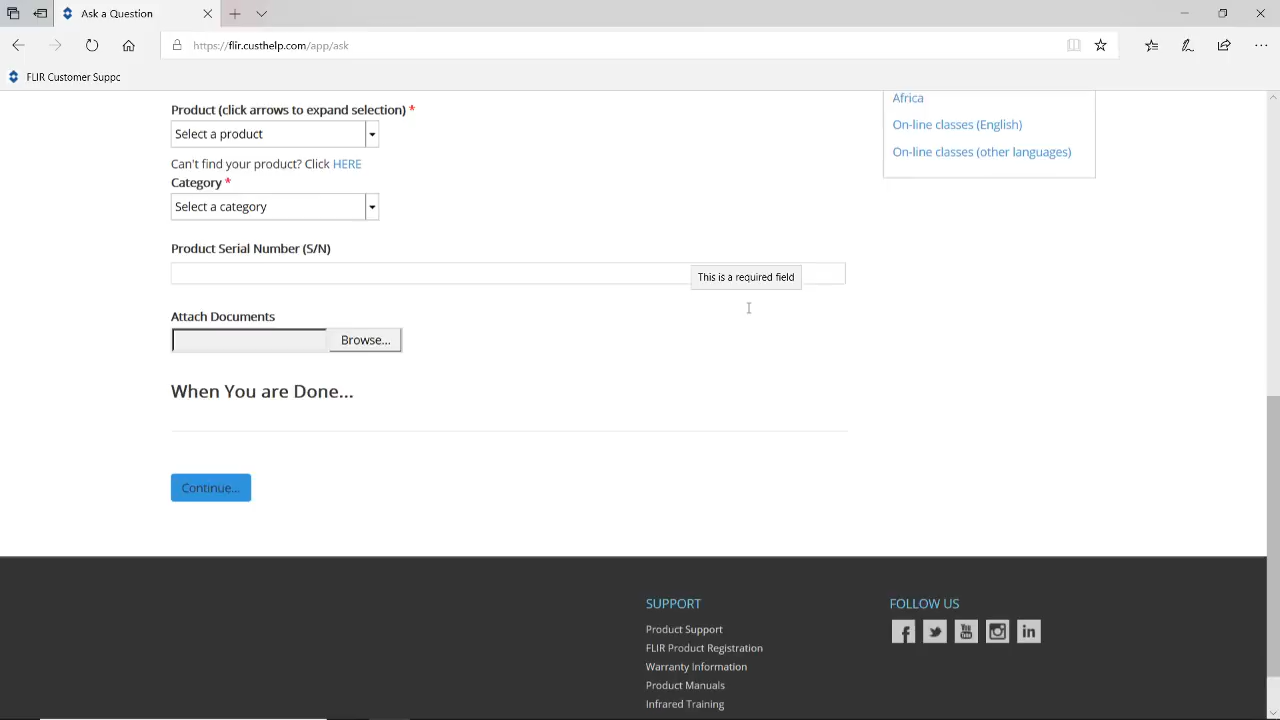 Ask a Question
https://flir.custhelp.com/app/ask
FLIR Customer Suppc
Product (click arrows to expand selection) *
Select a product
Can't find your product? Click HERE
Category *
Select a category
Product Serial Number (S/N)
This is a required field
Attach Documents
Browse...
When You are Done...
Continue...
Africa
On-line classes (English)
On-line classes (other languages)
SUPPORT
Product Support
FLIR Product Registration
Warranty Information
Product Manuals
Infrared Training
FOLLOW US